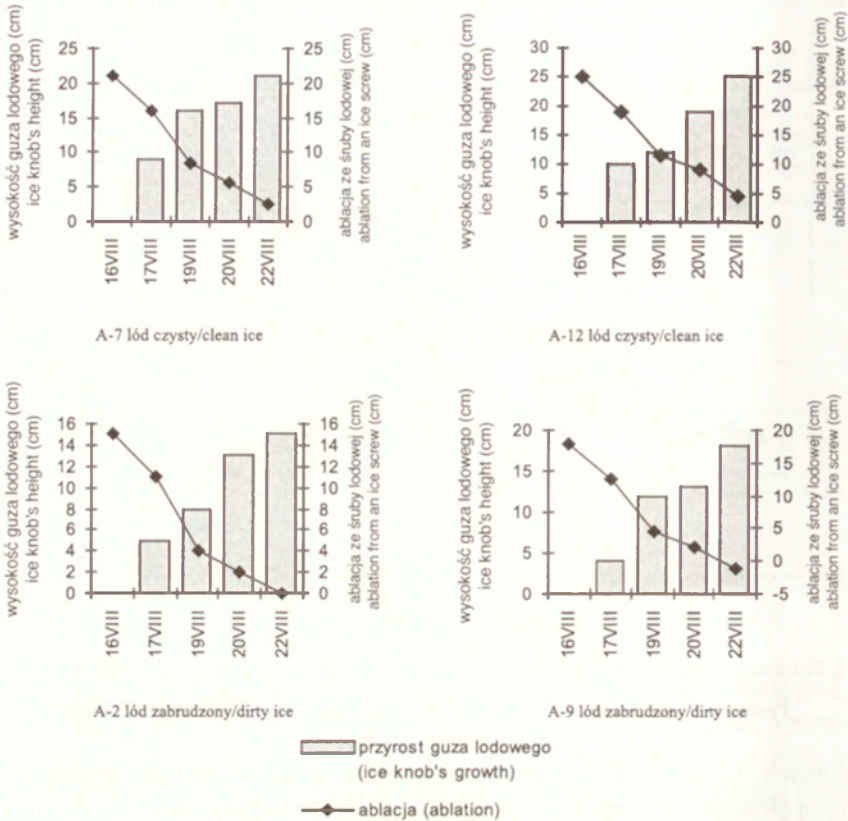 wysokość guza lodowego (cm)
ice knob's height (cm)
25
20
15
10
5
0
25
20
15
10
5
0
ablacja ze śruby lodowej (cm)
ablation from an ice screw (cm)
16VIII
17VIII
19VIII
20VIII
22VIII
A-7 lód czysty/clean ice
wysokość guza lodowego (cm)
ice knob's height (cm)
30
25
20
15
10
5
0
30
25
20
15
10
5
0
ablacja ze śruby lodowej (cm)
ablation from an ice screw (cm)
16VIII
17VIII
19VIII
20VIII
22VIII
A-12 lód czysty/clean ice
wysokość guza lodowego (cm)
ice knob's height (cm)
16
14
12
10
8
6
4
2
0
16
14
12
10
8
6
4
2
0
ablacja ze śruby lodowej (cm)
ablation from an ice screw (cm)
16VIII
17VIII
19VIII
20VIII
22VIII
A-2 lód zabrudzony/dirty ice
wysokość guza lodowego (cm)
ice knob's height (cm)
20
15
10
5
0
20
15
10
5
0
-5
ablacja ze śruby lodowej (cm)
ablation from an ice screw (cm)
16VIII
17VIII
19VIII
20VIII
22VIII
A-9 lód zabrudzony/dirty ice
przyrost guza lodowego
(ice knob's growth)
ablacja (ablation)